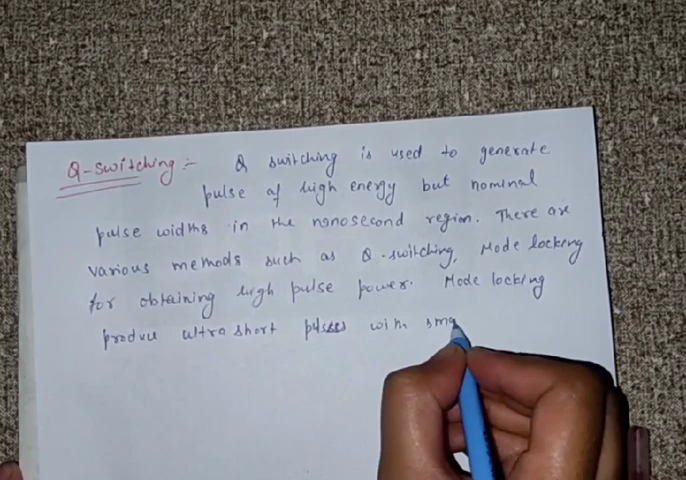 Q-switching :- Q switching is used to generate
pulse of high energy but nominal
pulse widths in the nanosecond region. There are
various methods such as Q-switching, Mode locking
for obtaining high pulse power. Mode locking
produce ultra short pulses with sma